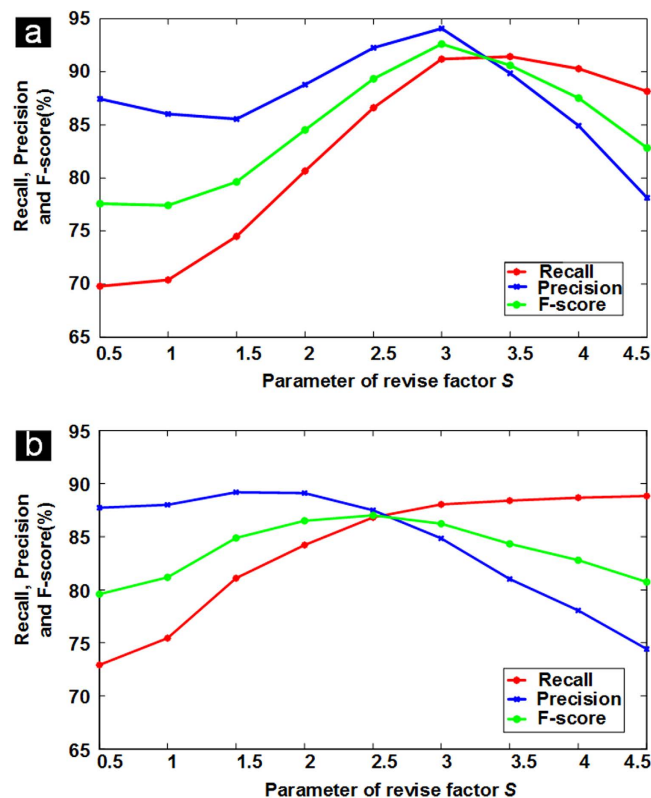 a
95
90
85
80
75
70
65
Recall, Precision
and F-score(%)
Recall
Precision
F-score
0.5 1 1.5 2 2.5 3 3.5 4 4.5
Parameter of revise factor S
b
95
90
85
80
75
70
65
Recall, Precision
and F-score(%)
Recall
Precision
F-score
0.5 1 1.5 2 2.5 3 3.5 4 4.5
Parameter of revise factor S